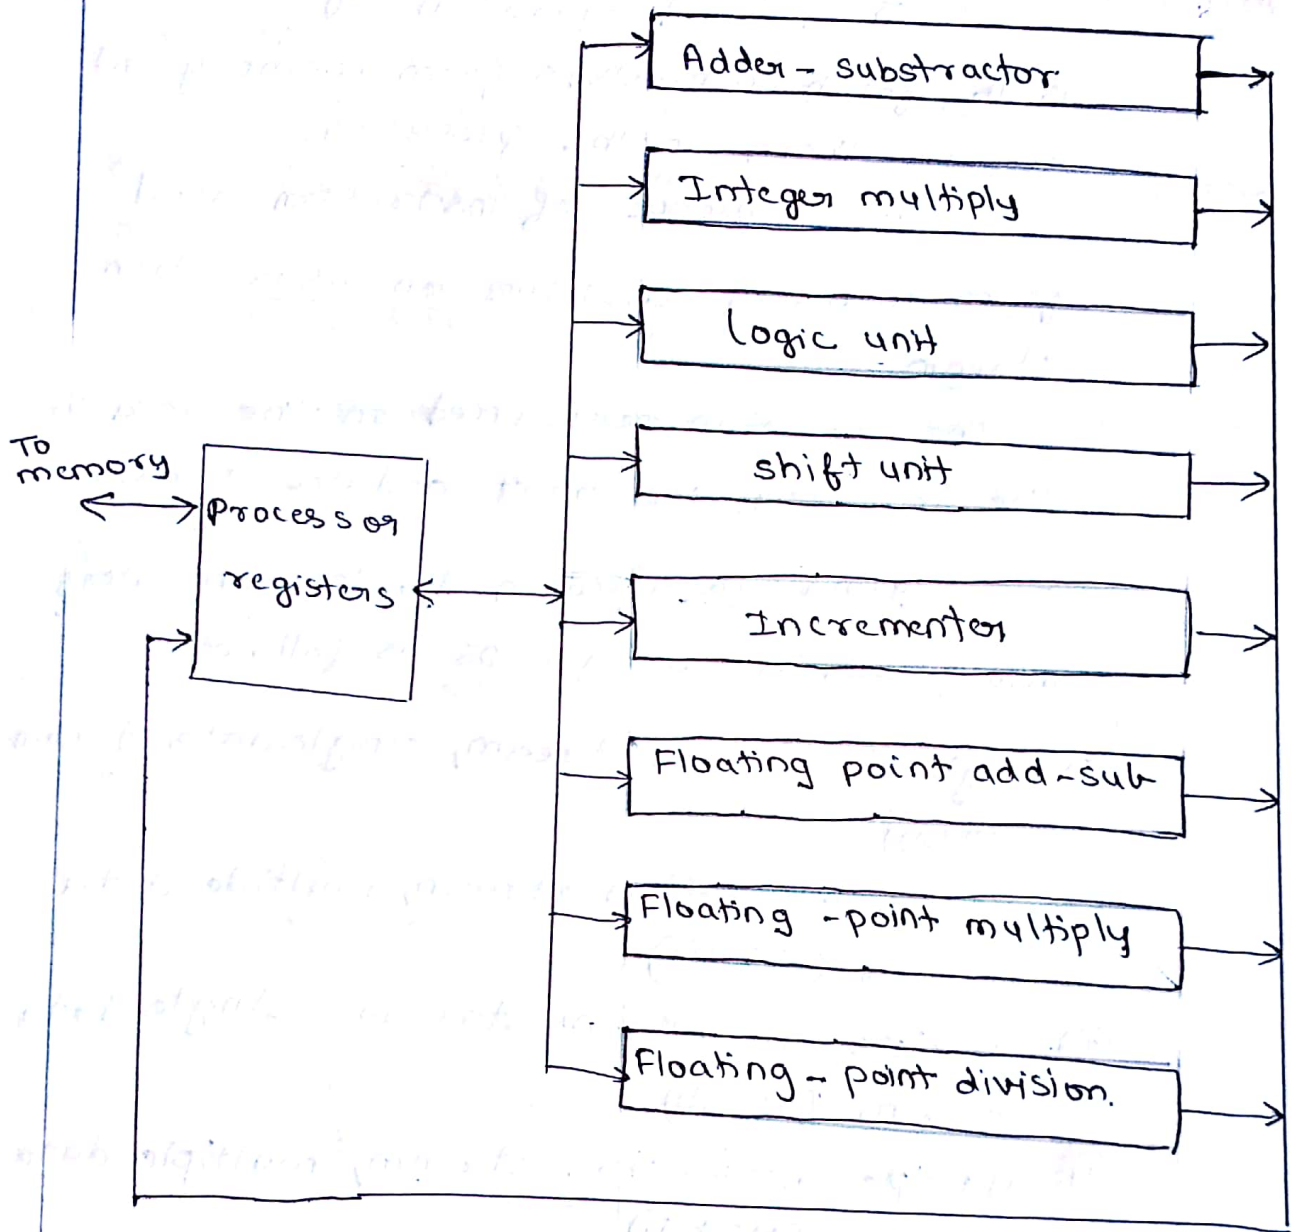 Adder - substractor
Integer multiply
logic unit
To
memory
shift unit
Processor
registers
Incrementer
Floating point add-sub
Floating -point multiply
Floating - point division.